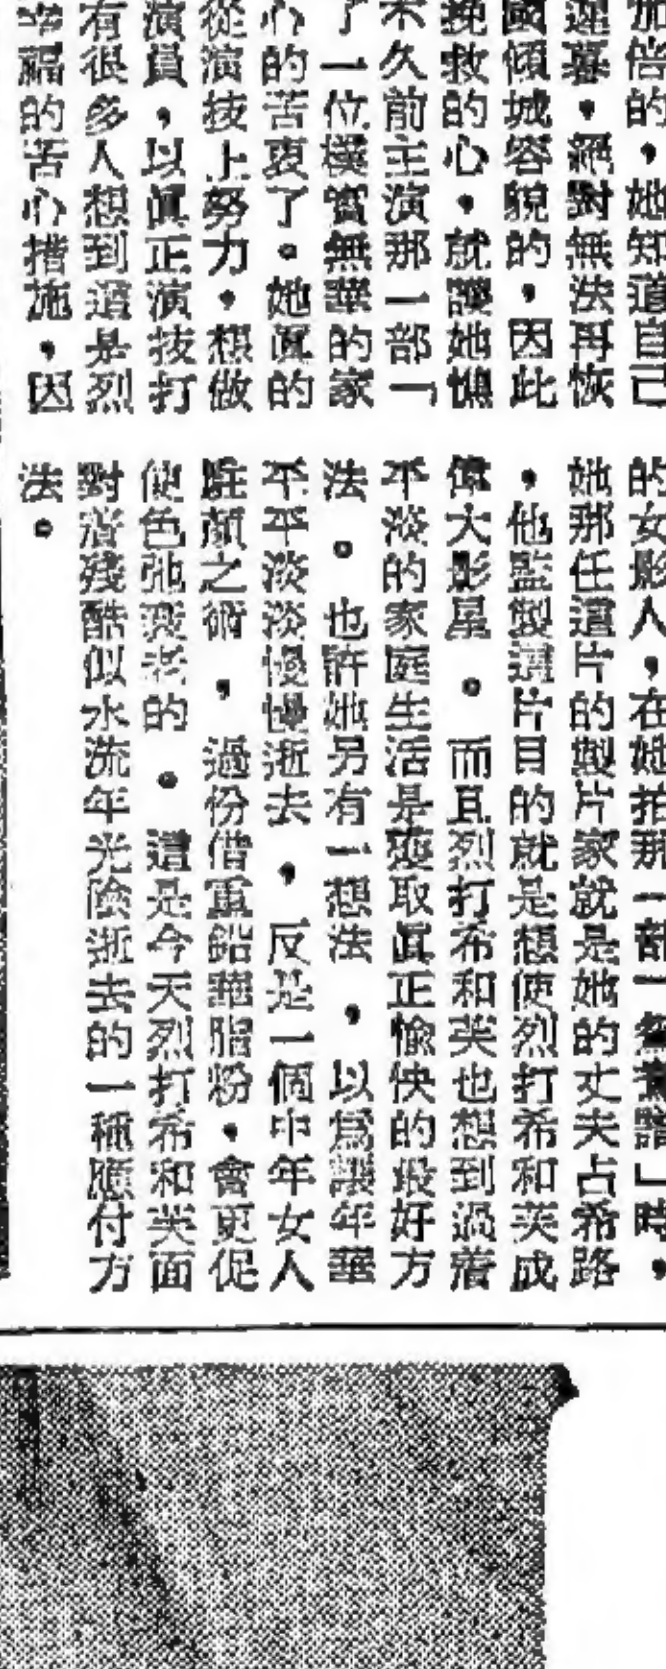 加倍的，她知道自己
遲暮，絕對無法再恢
國傾城容貌的，因此
挽救的心，就讓她憔
不久前主演那一部「
了一位樸實無華的家
心的苦衷了。她眞的
從演技上努力，想做
演員，以眞正演技打
有很多人想到這是烈
幸福的苦心措施，因
的女影人，在她拍那一部「 」時，
她那任這片的製片家就是她的丈夫占希路
，他監製這片目的就是想使烈打希和英成
偉大影星。而且烈打希和英也想到過着
平淡的家庭生活是獲取眞正愉快的最好方
法。也許她另有一想法，以爲讓年華
平平淡淡慢慢逝去，反是一個中年女人
駐顏之術，過份借重鉛華脂粉，會更促
使色弛衰老的。這是今天烈打希和英面
對着殘酷似水流年光陰逝去的一種應付方
法。